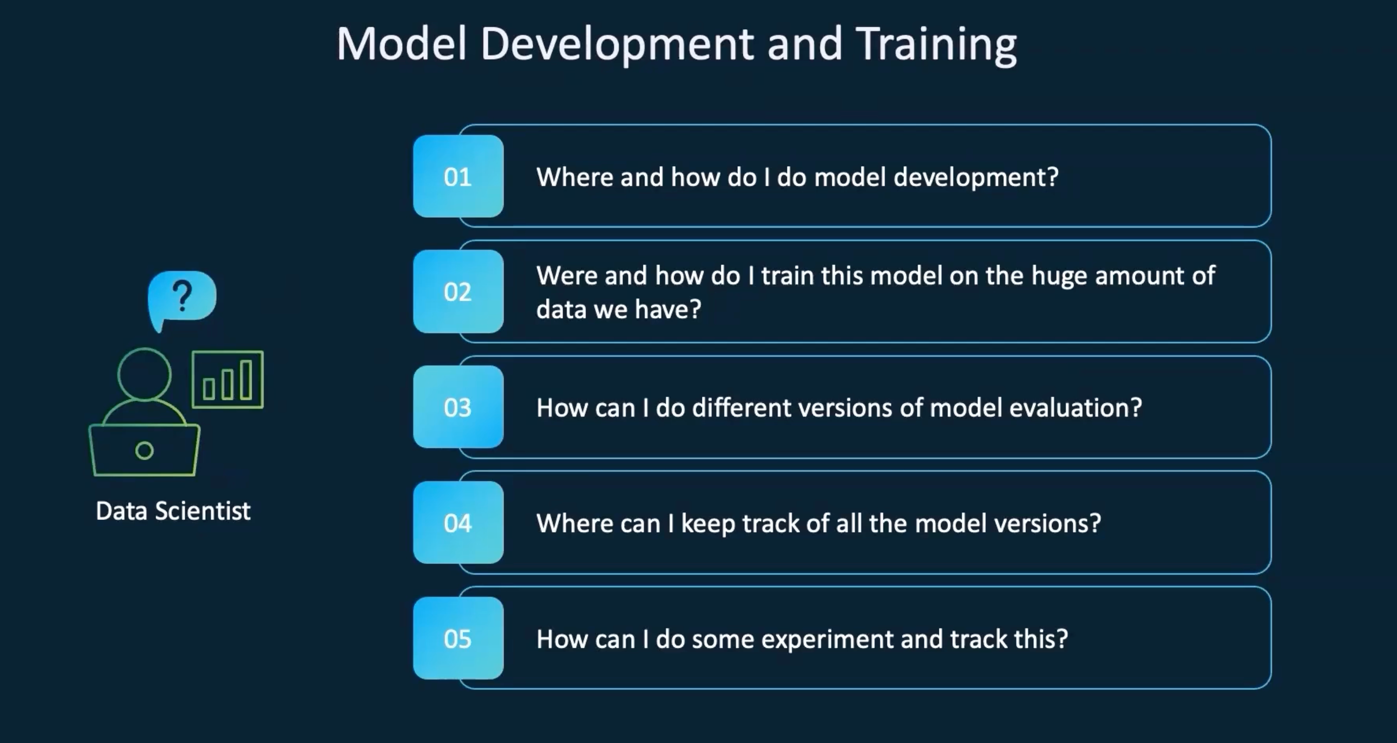 Model Development and Training
01
Where and how do I do model development?
02
Were and how do I train this model on the huge amount of
data we have?
03
How can I do different versions of model evaluation?
04
Where can I keep track of all the model versions?
05
How can I do some experiment and track this?
?
Data Scientist